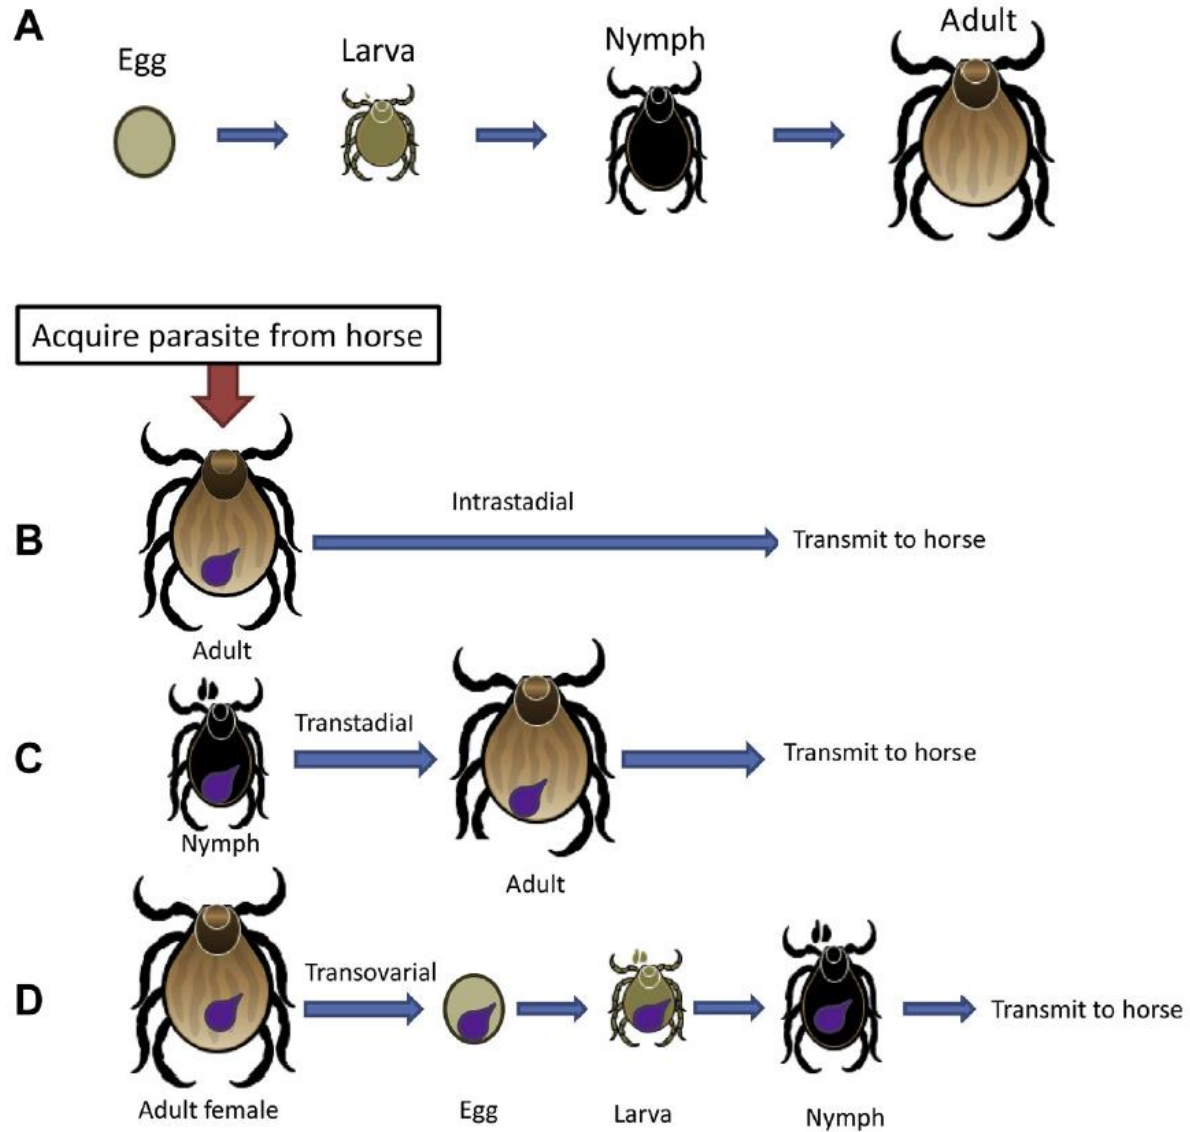 A
Egg
Larva
Nymph
Adult
Acquire parasite from horse
B
Intrastadial
Transmit to horse
Adult
C
Transtadial
Transmit to horse
Nymph
Adult
D
Transovarial
Transmit to horse
Adult female
Egg
Larva
Nymph